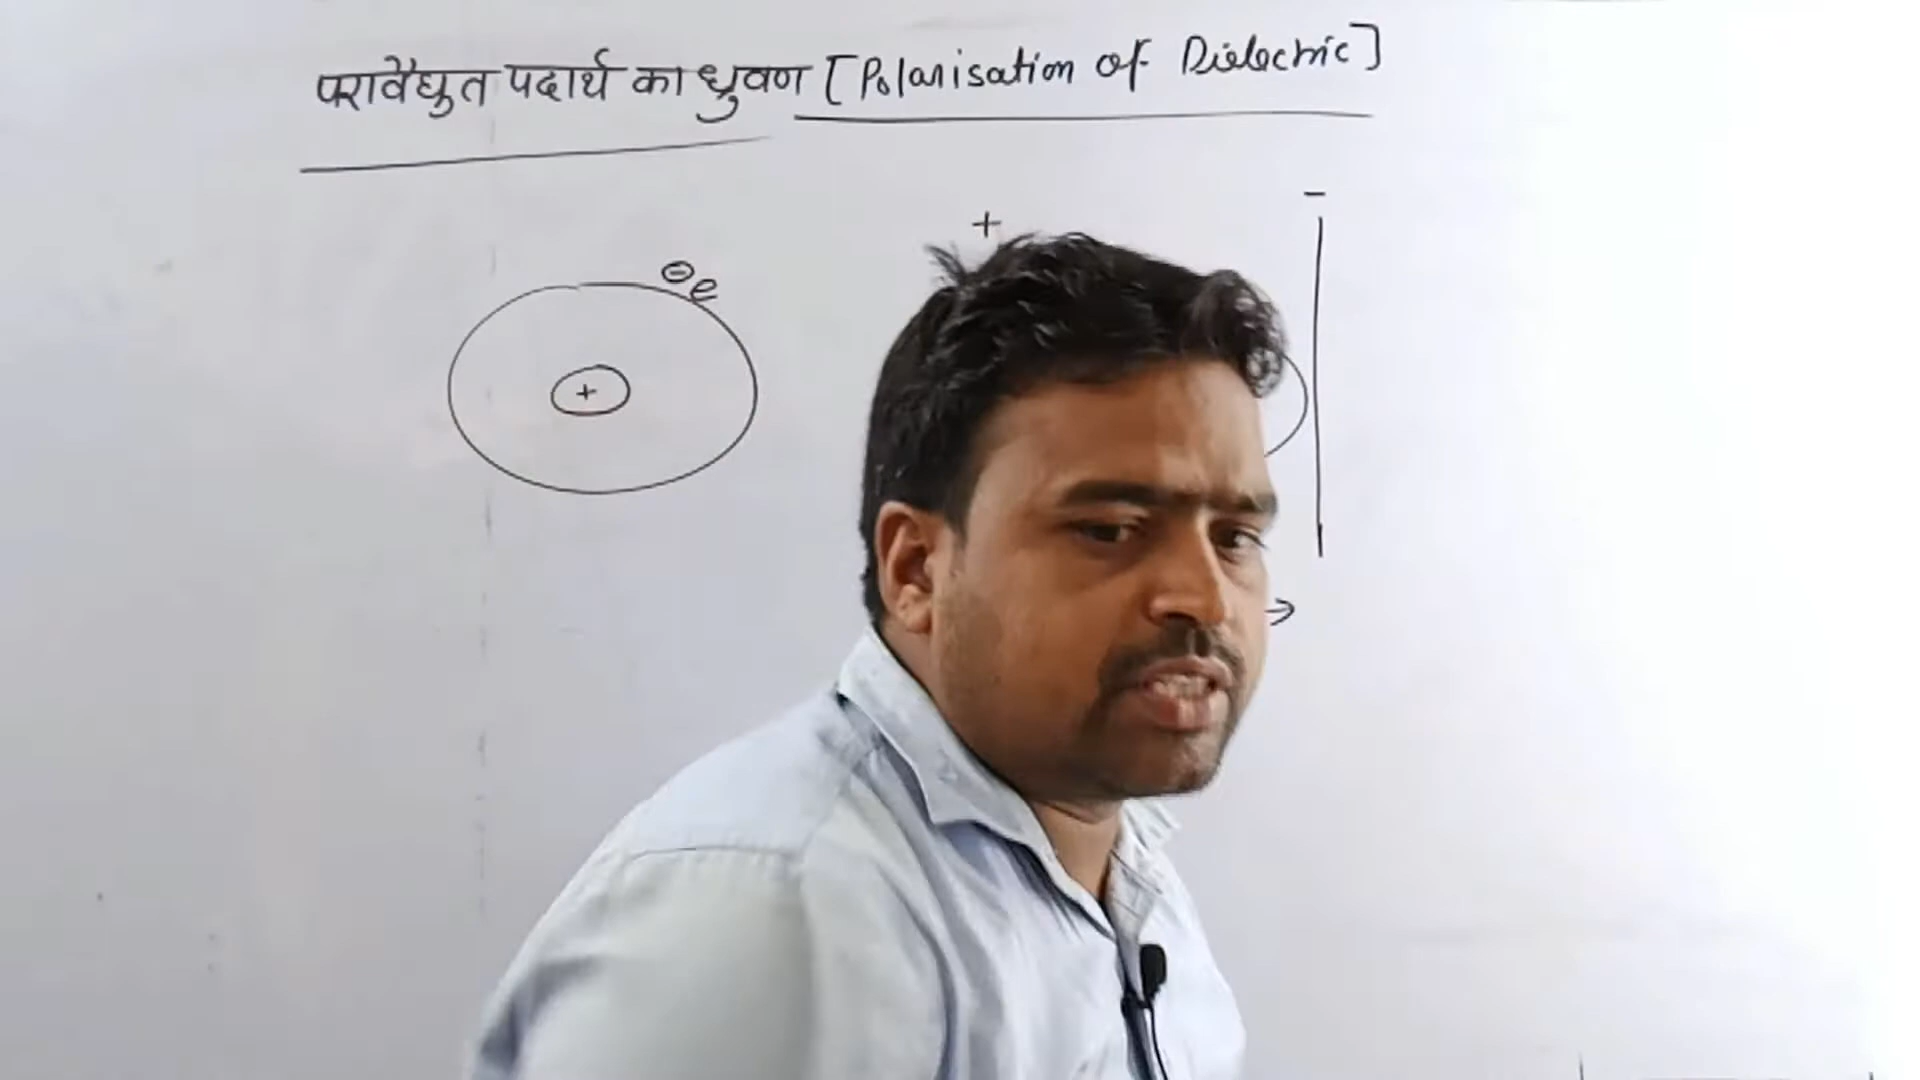 परावैधुत पदार्थ का ध्रुवण [Polarisation of Dielectric]
+ -
⊖e
+